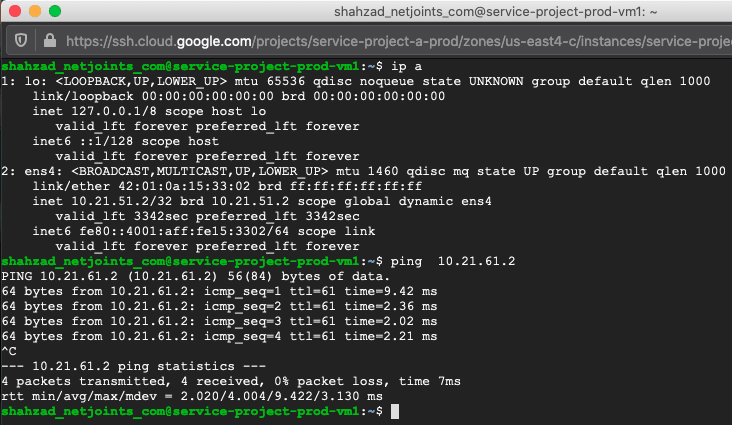 shahzad_netjoints_com@service-project-prod-vm1: ~
https://ssh.cloud.google.com/projects/service-project-a-prod/zones/us-east4-c/instances/service-proje
shahzad_netjoints_com@service-project-prod-vm1:~$ ip a
1: lo: <LOOPBACK,UP,LOWER_UP> mtu 65536 qdisc noqueue state UNKNOWN group default qlen 1000
    link/loopback 00:00:00:00:00:00 brd 00:00:00:00:00:00
    inet 127.0.0.1/8 scope host lo
       valid_lft forever preferred_lft forever
    inet6 ::1/128 scope host
       valid_lft forever preferred_lft forever
2: ens4: <BROADCAST,MULTICAST,UP,LOWER_UP> mtu 1460 qdisc mq state UP group default qlen 1000
    link/ether 42:01:0a:15:33:02 brd ff:ff:ff:ff:ff:ff
    inet 10.21.51.2/32 brd 10.21.51.2 scope global dynamic ens4
       valid_lft 3342sec preferred_lft 3342sec
    inet6 fe80::4001:aff:fe15:3302/64 scope link
       valid_lft forever preferred_lft forever
shahzad_netjoints_com@service-project-prod-vm1:~$ ping  10.21.61.2
PING 10.21.61.2 (10.21.61.2) 56(84) bytes of data.
64 bytes from 10.21.61.2: icmp_seq=1 ttl=61 time=9.42 ms
64 bytes from 10.21.61.2: icmp_seq=2 ttl=61 time=2.36 ms
64 bytes from 10.21.61.2: icmp_seq=3 ttl=61 time=2.02 ms
64 bytes from 10.21.61.2: icmp_seq=4 ttl=61 time=2.21 ms
^C
--- 10.21.61.2 ping statistics ---
4 packets transmitted, 4 received, 0% packet loss, time 7ms
rtt min/avg/max/mdev = 2.020/4.004/9.422/3.130 ms
shahzad_netjoints_com@service-project-prod-vm1:~$